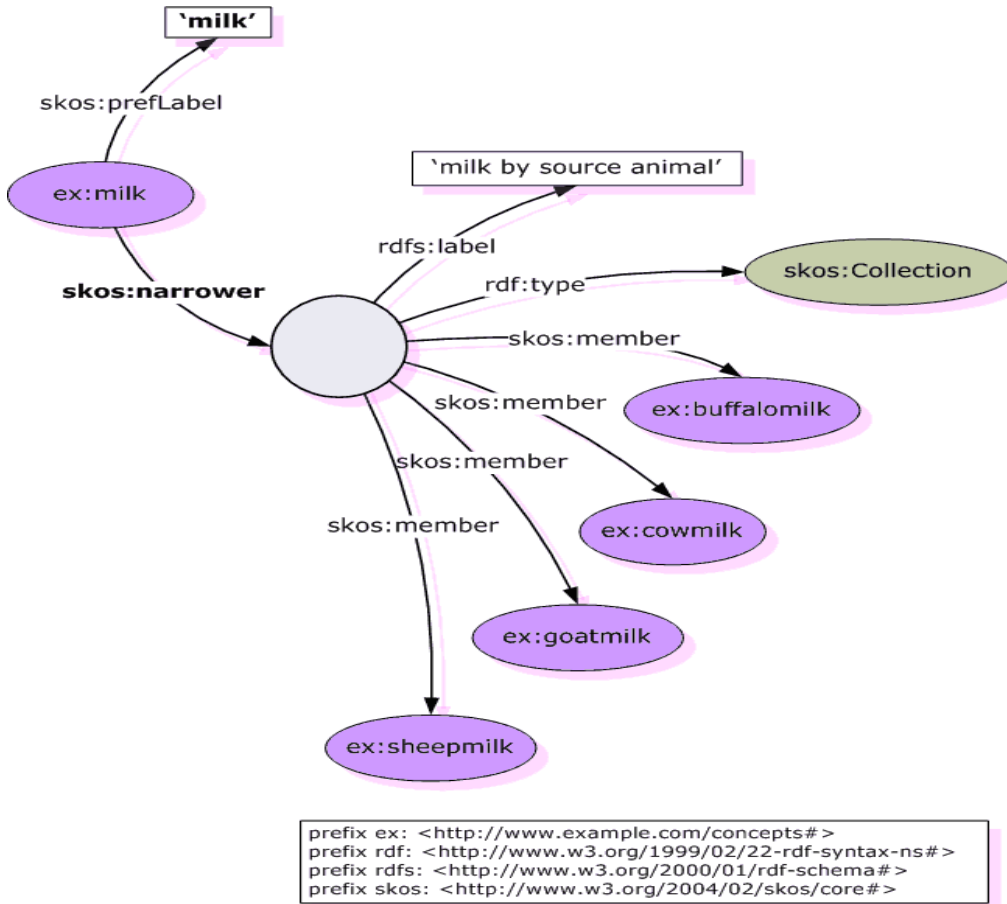 ‘milk’
skos:prefLabel
ex:milk
‘milk by source animal’
rdfs:label
skos:Collection
rdf:type
skos:narrower
skos:member
ex:buffalomilk
skos:member
skos:member
skos:member
ex:cowmilk
ex:goatmilk
ex:sheepmilk
prefix ex: <http://www.example.com/concepts#>
prefix rdf: <http://www.w3.org/1999/02/22-rdf-syntax-ns#>
prefix rdfs: <http://www.w3.org/2000/01/rdf-schema#>
prefix skos: <http://www.w3.org/2004/02/skos/core#>